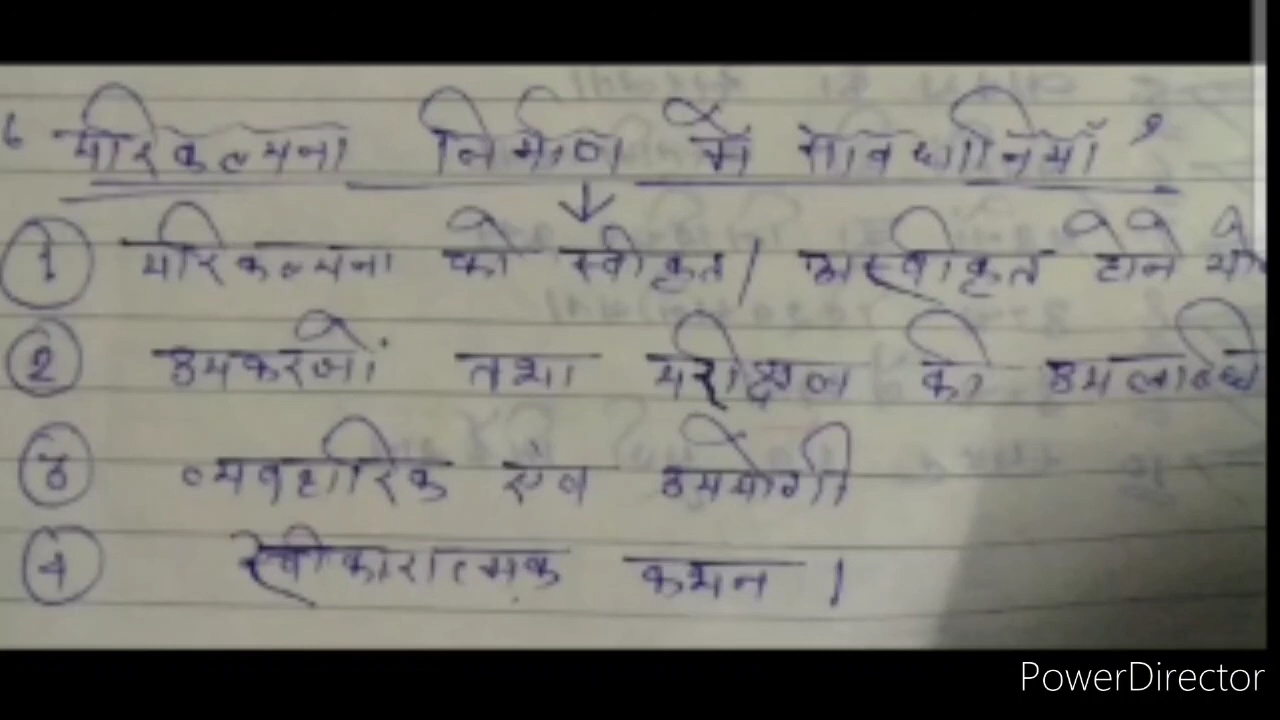 ‘ परिकल्पना निर्माण में सावधानियाँ ’
↓
① परिकल्पना को स्वीकृत / अस्वीकृत होने
② उपकरणों तथा परीक्षण की उपलब्धि
③ व्यवहारिक एंव उपयोगी
④ स्वीकारात्मक कथन ।
PowerDirector